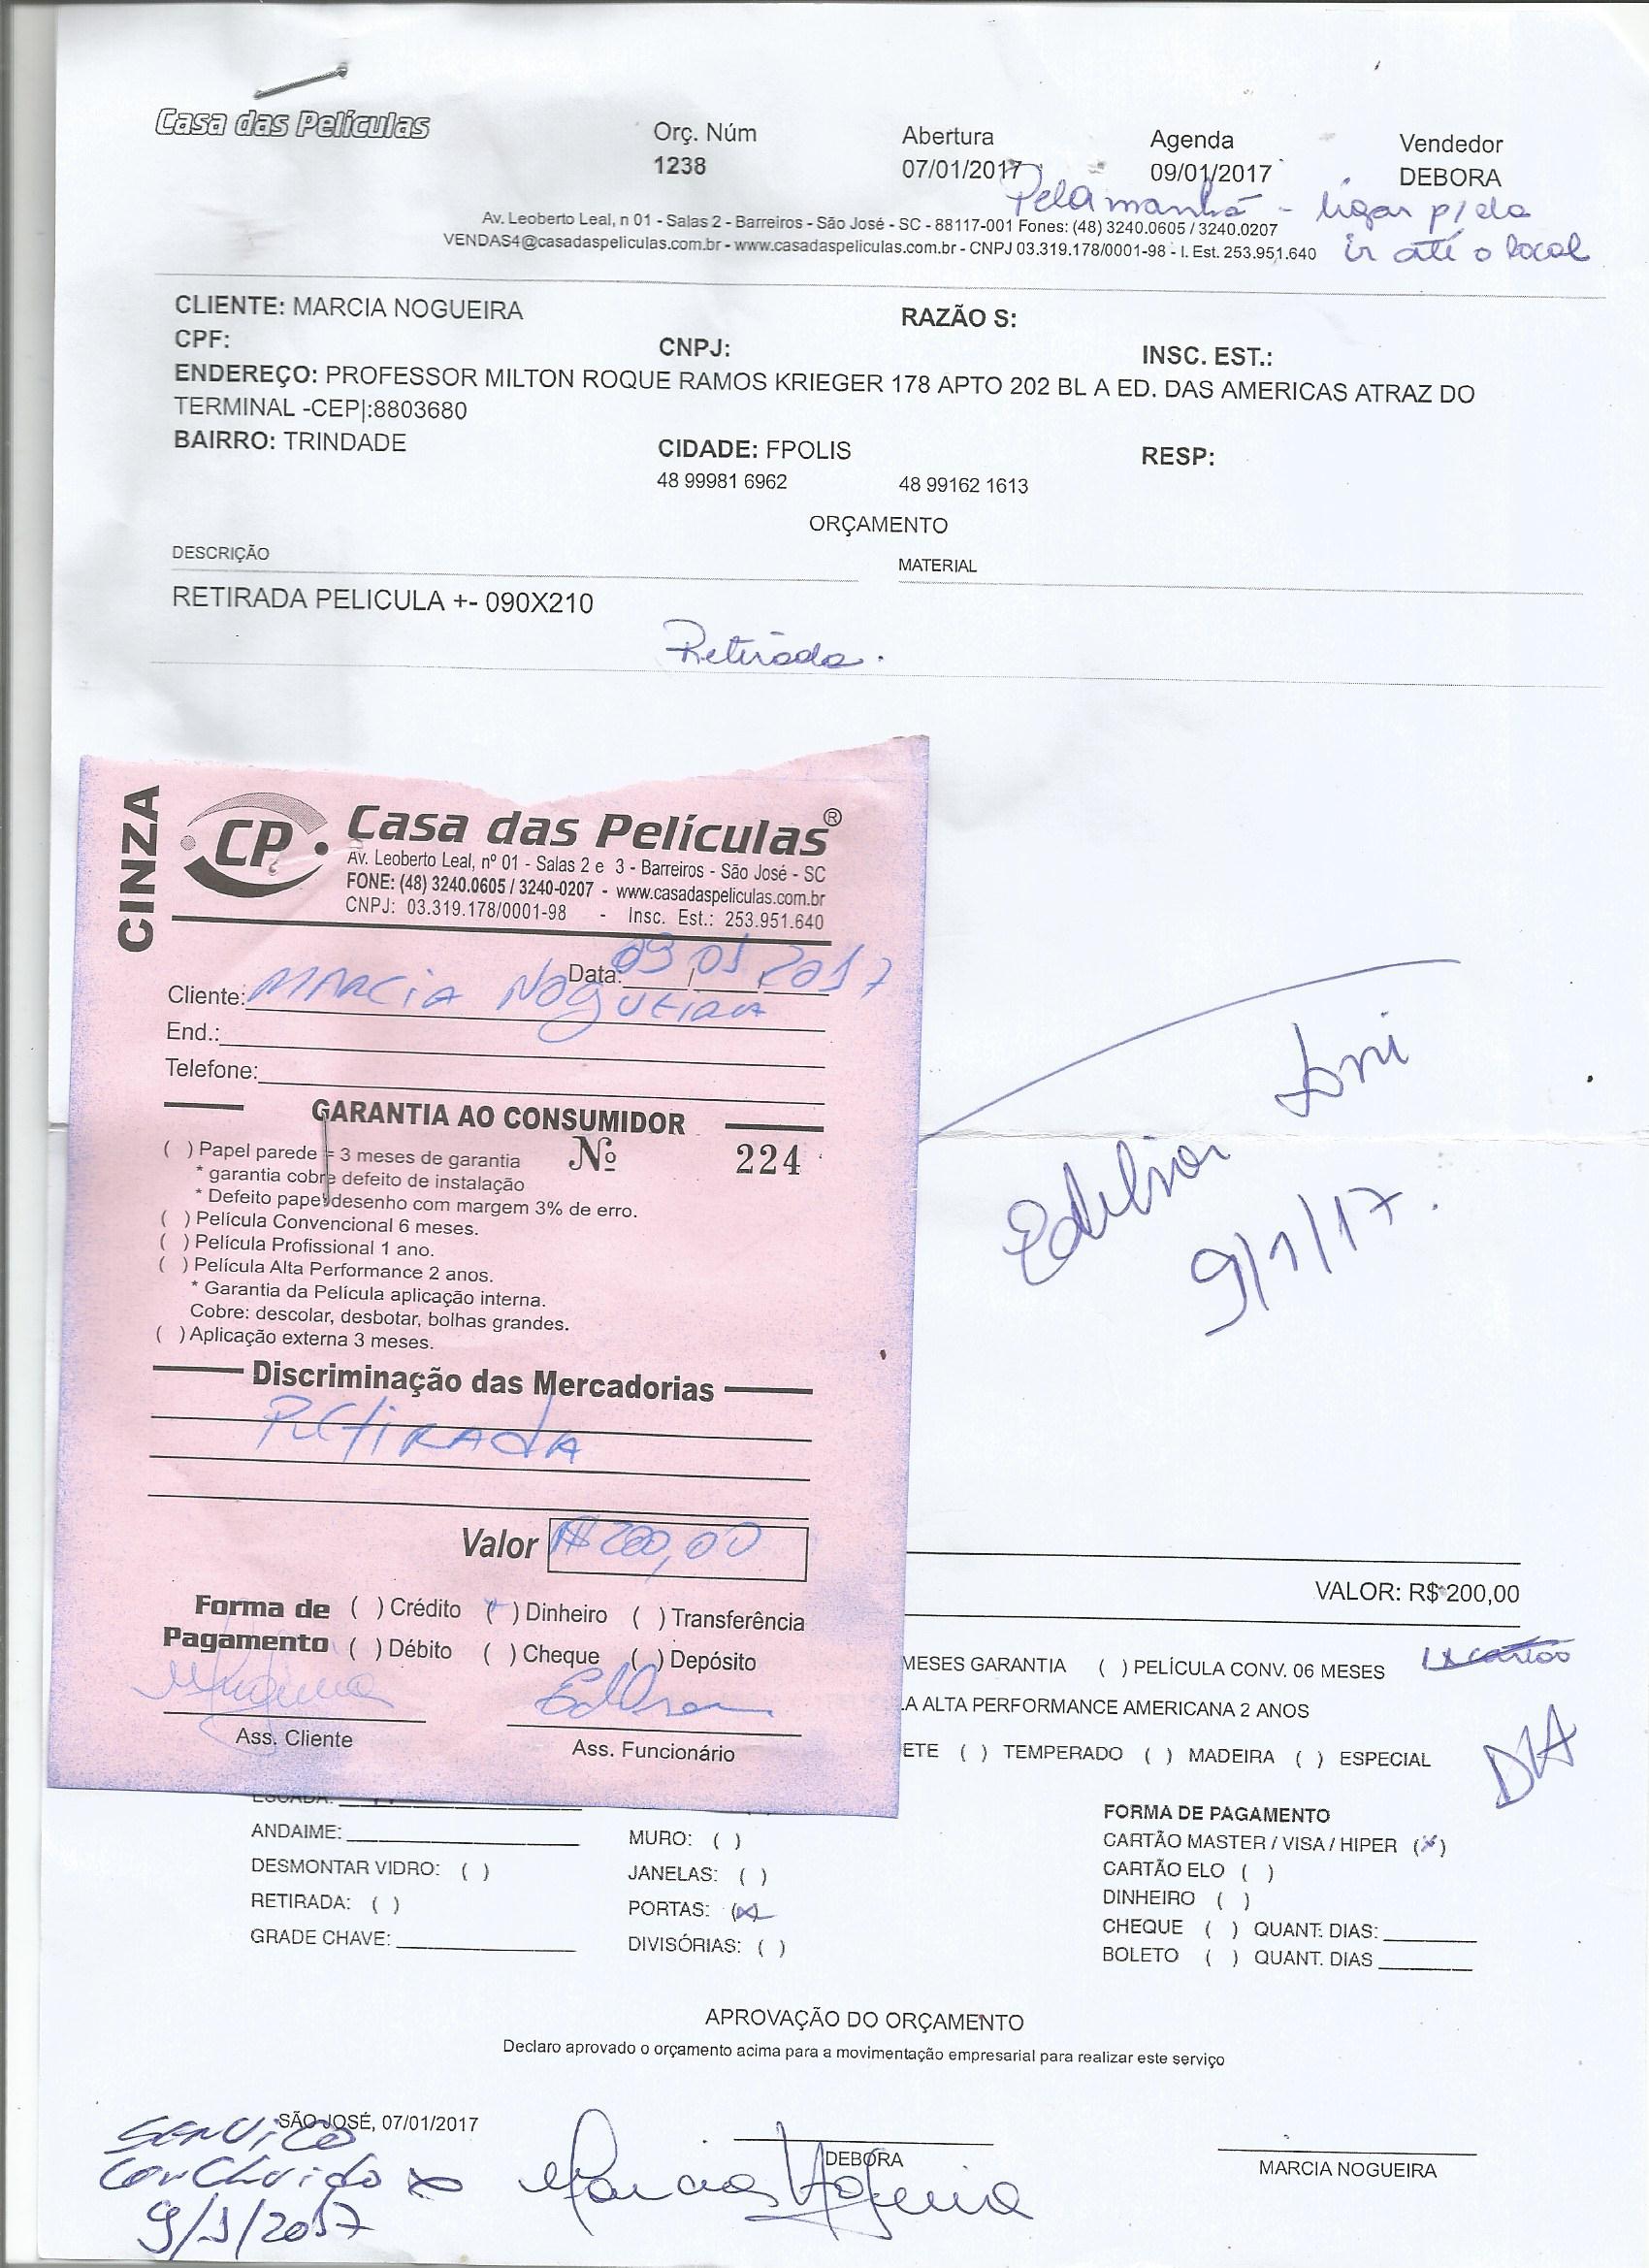 Casa das Películas
Orç. Núm
1238
Abertura
07/01/2017
Agenda
09/01/2017
Vendedor
DEBORA
Pela manhã - ligar p/ ela
ir até o local
Av. Leoberto Leal, n 01 - Salas 2 - Barreiros - São José - SC - 88117-001 Fones: (48) 3240.0605 / 3240.0207
VENDAS4@casadaspeliculas.com.br - www.casadaspeliculas.com.br - CNPJ 03.319.178/0001-98 - I. Est. 253.951.640
CLIENTE: MARCIA NOGUEIRA
RAZÃO S:
CPF:
CNPJ:
INSC. EST.:
ENDEREÇO: PROFESSOR MILTON ROQUE RAMOS KRIEGER 178 APTO 202 BL A ED. DAS AMERICAS ATRAZ DO
TERMINAL -CEP|:8803680
BAIRRO: TRINDADE
CIDADE: FPOLIS
RESP:
48 99981 6962
48 99162 1613
ORÇAMENTO
DESCRIÇÃO
MATERIAL
RETIRADA PELICULA +- 090X210
Retirada.
CINZA
CP
Casa das Películas®
Av. Leoberto Leal, nº 01 - Salas 2 e 3 - Barreiros - São José - SC
FONE: (48) 3240.0605 / 3240-0207 - www.casadaspeliculas.com.br
CNPJ: 03.319.178/0001-98 - Insc. Est.: 253.951.640
Data: 09/01/2017
Cliente: MARCIA NOGUEIRA
End.:
Telefone:
GARANTIA AO CONSUMIDOR
Nº 224
( ) Papel parede = 3 meses de garantia
* garantia cobre defeito de instalação
* Defeito papel desenho com margem 3% de erro.
( ) Película Convencional 6 meses.
( ) Película Profissional 1 ano.
( ) Película Alta Performance 2 anos.
* Garantia da Película aplicação interna.
Cobre: descolar, desbotar, bolhas grandes.
( ) Aplicação externa 3 meses.
Discriminação das Mercadorias
RETIRADA
Valor R$ 200,00
Forma de Pagamento
( ) Crédito (x) Dinheiro ( ) Transferência
( ) Débito ( ) Cheque ( ) Depósito
Edilson
Ass. Cliente
Ass. Funcionário
Edilson
9/1/17.
VALOR: R$ 200,00
MESES GARANTIA ( ) PELÍCULA CONV. 06 MESES
1x cartão
LA ALTA PERFORMANCE AMERICANA 2 ANOS
ETE ( ) TEMPERADO ( ) MADEIRA ( ) ESPECIAL
ESCADA:
ANDAIME:
DESMONTAR VIDRO: ( )
RETIRADA: ( )
GRADE CHAVE:
MURO: ( )
JANELAS: ( )
PORTAS: (x)
DIVISÓRIAS: ( )
FORMA DE PAGAMENTO
CARTÃO MASTER / VISA / HIPER (x)
CARTÃO ELO ( )
DINHEIRO ( )
CHEQUE ( ) QUANT. DIAS:
BOLETO ( ) QUANT. DIAS
APROVAÇÃO DO ORÇAMENTO
Declaro aprovado o orçamento acima para a movimentação empresarial para realizar este serviço
SÃO JOSÉ, 07/01/2017
DEBORA
MARCIA NOGUEIRA
Marcia Nogueira
SERVIÇO
Concluido
9/1/2017